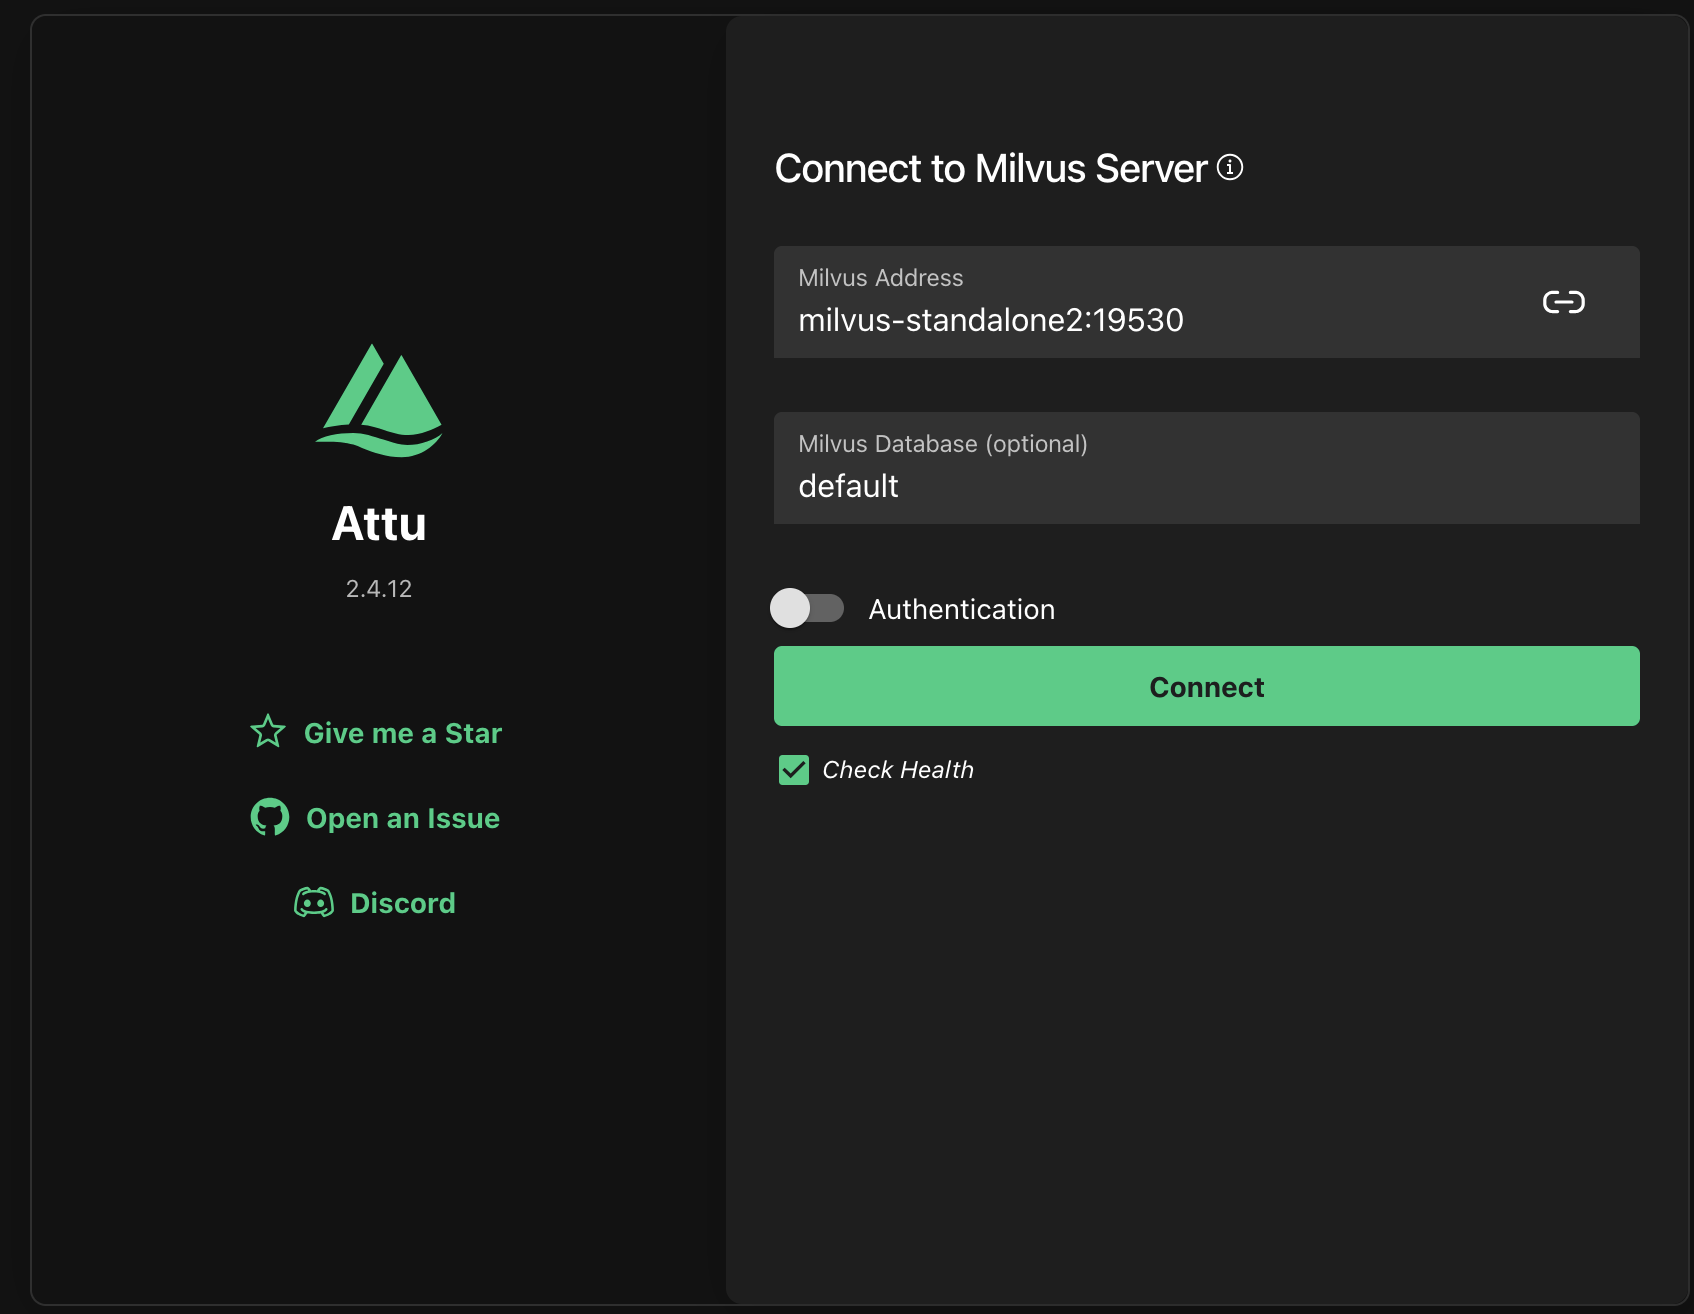 Attu
2.4.12
Give me a Star
Open an Issue
Discord
Connect to Milvus Server
Milvus Address
milvus-standalone2:19530
Milvus Database (optional)
default
Authentication
Connect
Check Health